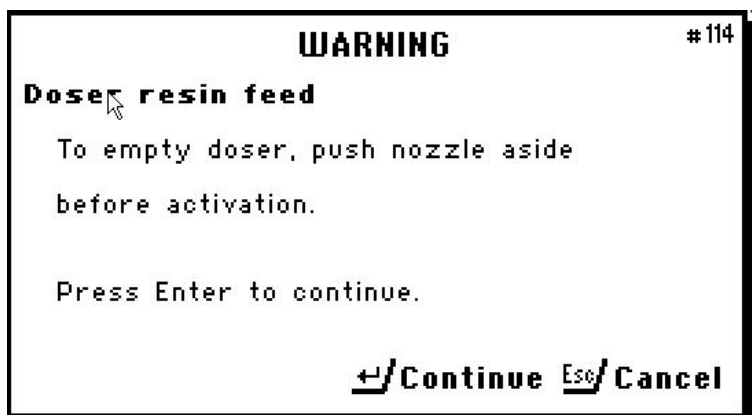 WARNING
#114
Doser resin feed
To empty doser, push nozzle aside
before activation.
Press Enter to continue.
↵/Continue Esc/Cancel